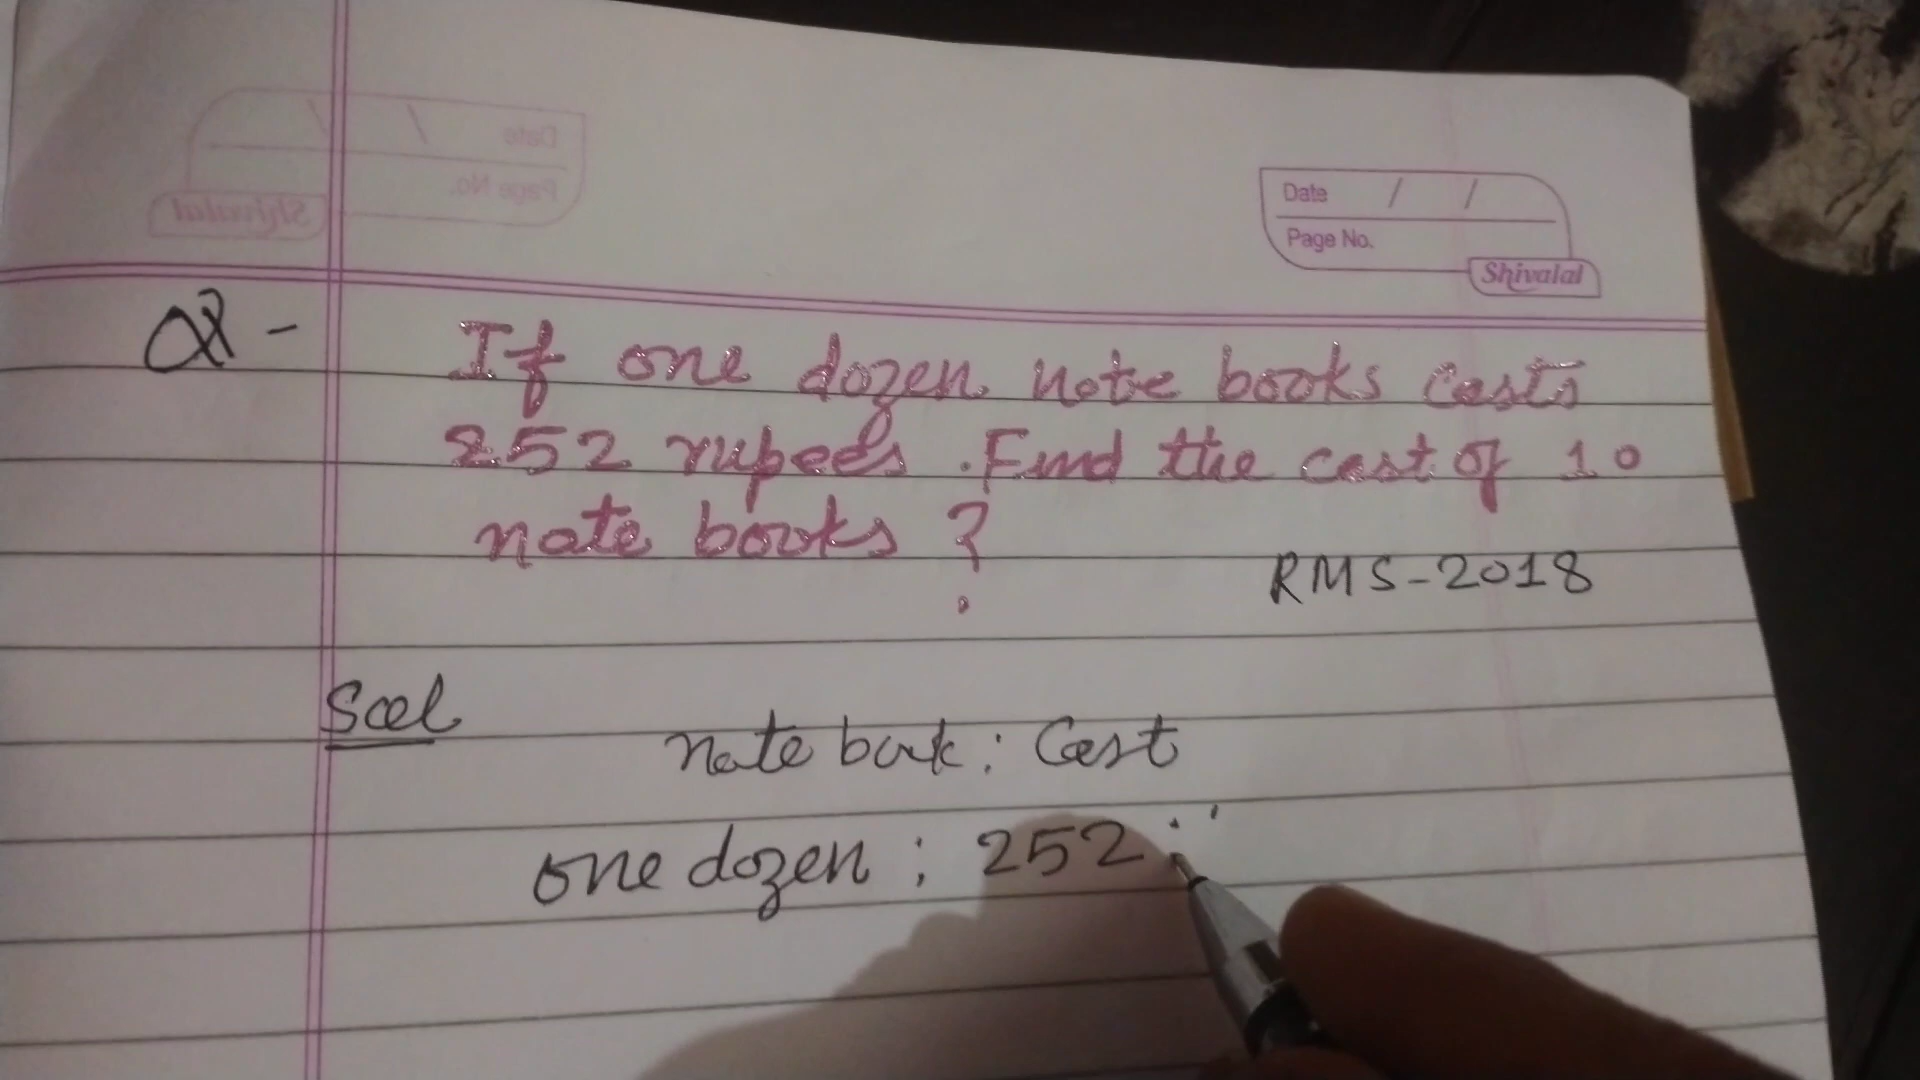 Date / /
Page No.
Shivalal
Q -
If one dozen note books costs
252 rupees. Find the cost of 10
note books ?
RMS-2018
Sol
Note book : Cost
one dozen : 252 :